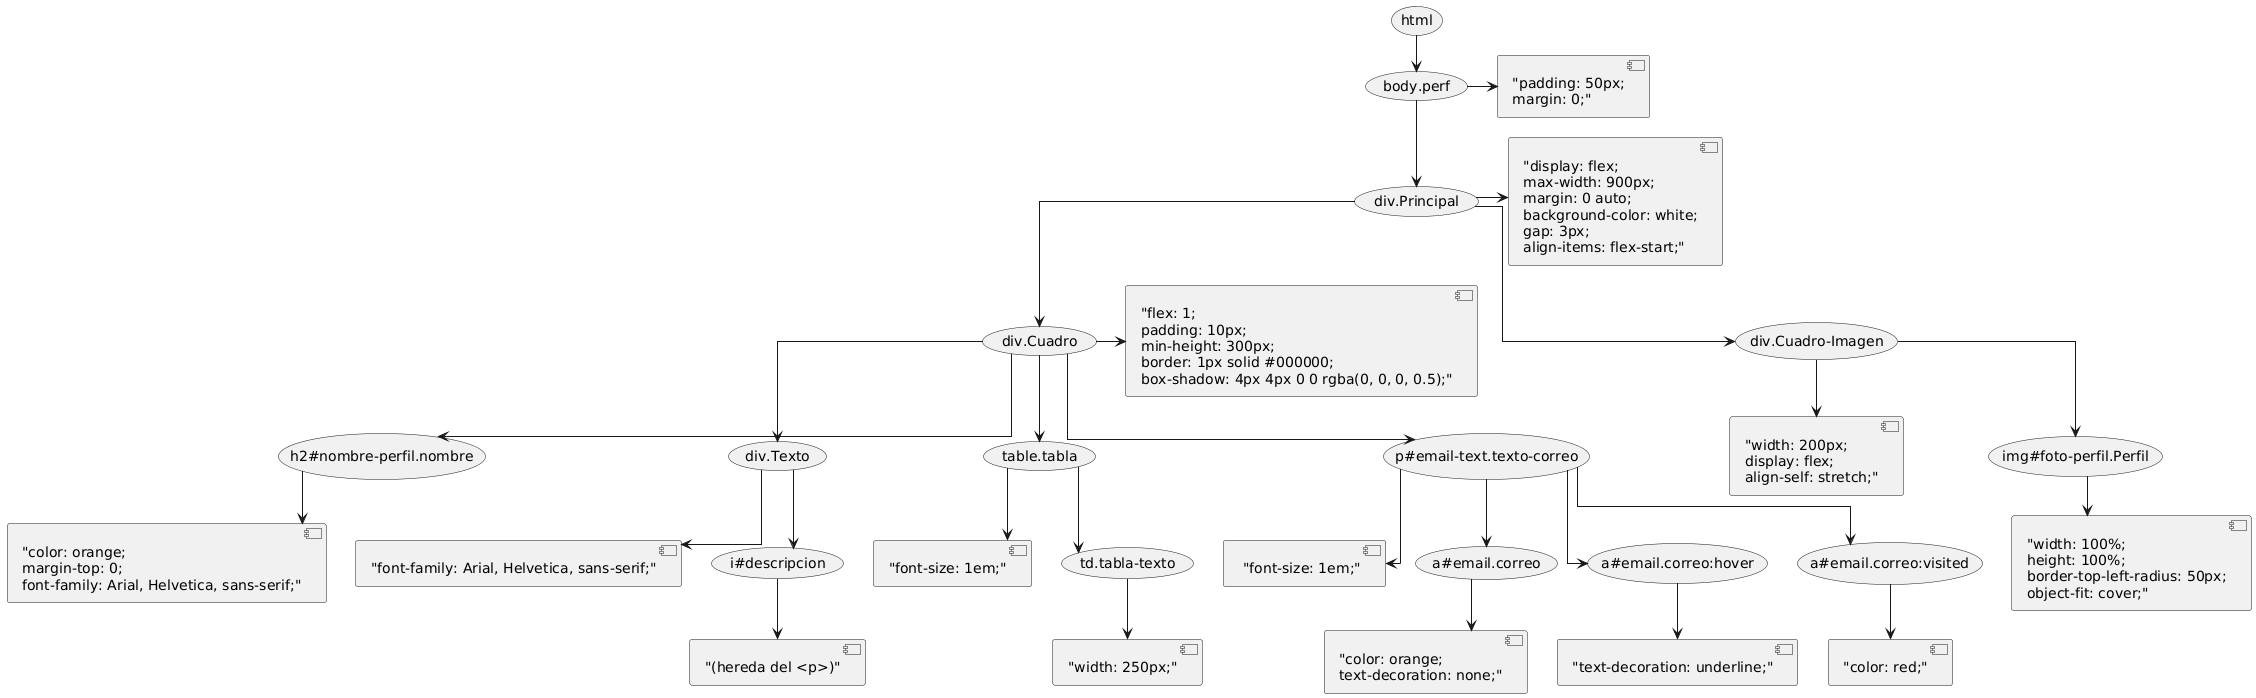 html
body.perf
"padding: 50px;
margin: 0;"
div.Principal
"display: flex;
max-width: 900px;
margin: 0 auto;
background-color: white;
gap: 3px;
align-items: flex-start;"
div.Cuadro
"flex: 1;
padding: 10px;
min-height: 300px;
border: 1px solid #000000;
box-shadow: 4px 4px 0 0 rgba(0, 0, 0, 0.5);"
div.Cuadro-Imagen
h2#nombre-perfil.nombre
div.Texto
table.tabla
p#email-text.texto-correo
"width: 200px;
display: flex;
align-self: stretch;"
img#foto-perfil.Perfil
"color: orange;
margin-top: 0;
font-family: Arial, Helvetica, sans-serif;"
"font-family: Arial, Helvetica, sans-serif;"
i#descripcion
"font-size: 1em;"
td.tabla-texto
"font-size: 1em;"
a#email.correo
a#email.correo:hover
a#email.correo:visited
"width: 100%;
height: 100%;
border-top-left-radius: 50px;
object-fit: cover;"
"(hereda del <p>)"
"width: 250px;"
"color: orange;
text-decoration: none;"
"text-decoration: underline;"
"color: red;"